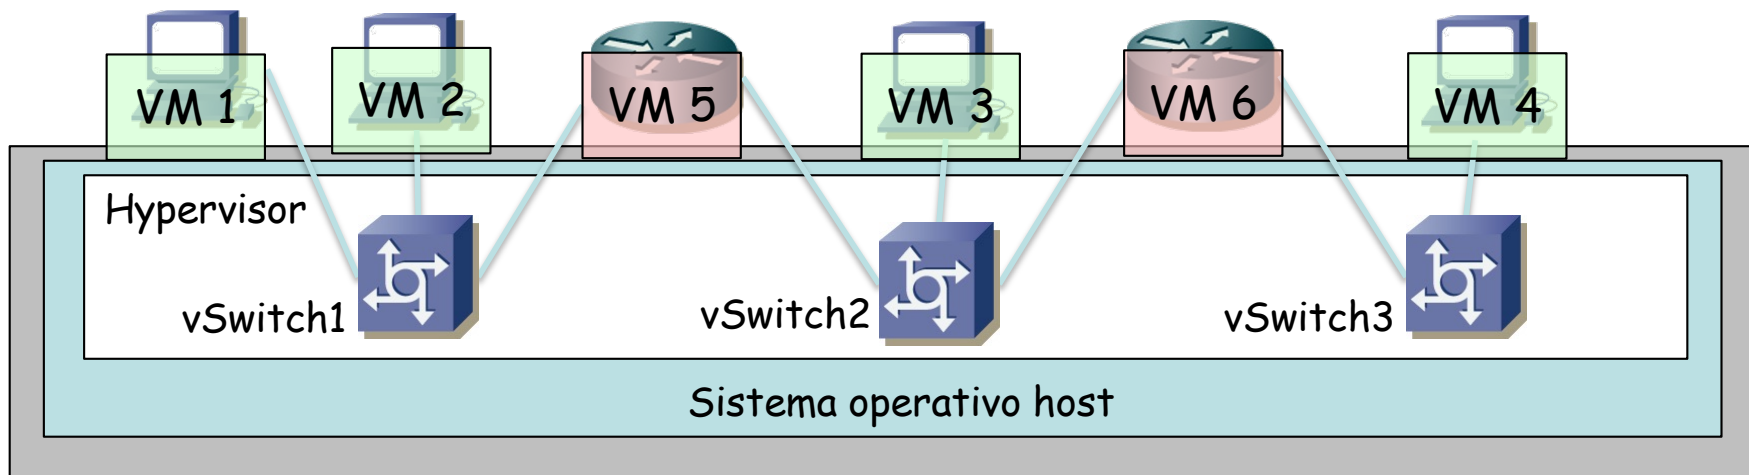 VM 1
VM 2
VM 5
VM 3
VM 6
VM 4
Hypervisor
vSwitch1
vSwitch2
vSwitch3
Sistema operativo host